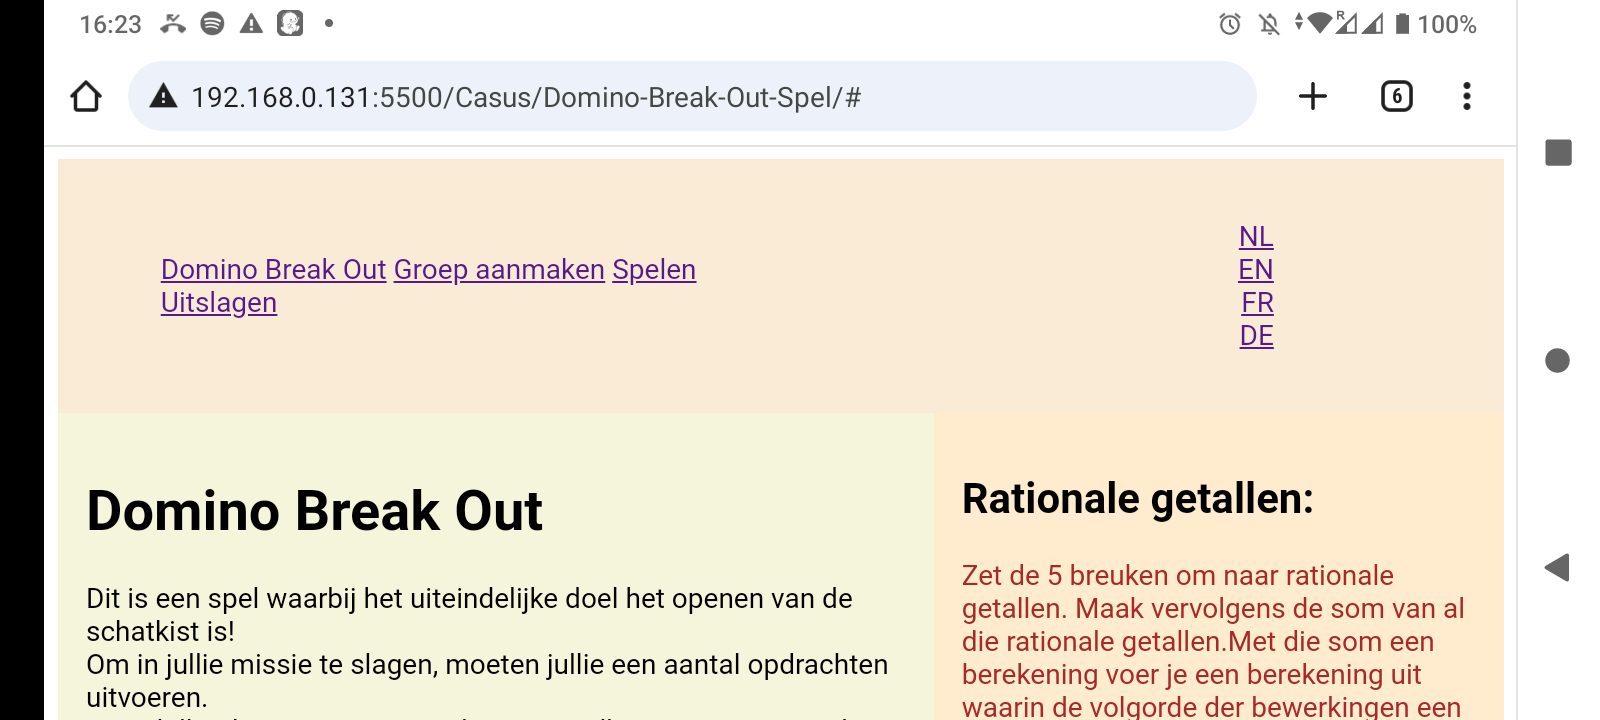 16:23
R
100%
192.168.0.131:5500/Casus/Domino-Break-Out-Spel/#
6
Domino Break Out Groep aanmaken Spelen
Uitslagen
NL
EN
FR
DE
Domino Break Out
Dit is een spel waarbij het uiteindelijke doel het openen van de
schatkist is!
Om in jullie missie te slagen, moeten jullie een aantal opdrachten
uitvoeren.
Rationale getallen:
Zet de 5 breuken om naar rationale
getallen. Maak vervolgens de som van al
die rationale getallen.Met die som een
berekening voer je een berekening uit
waarin de volgorde der bewerkingen een